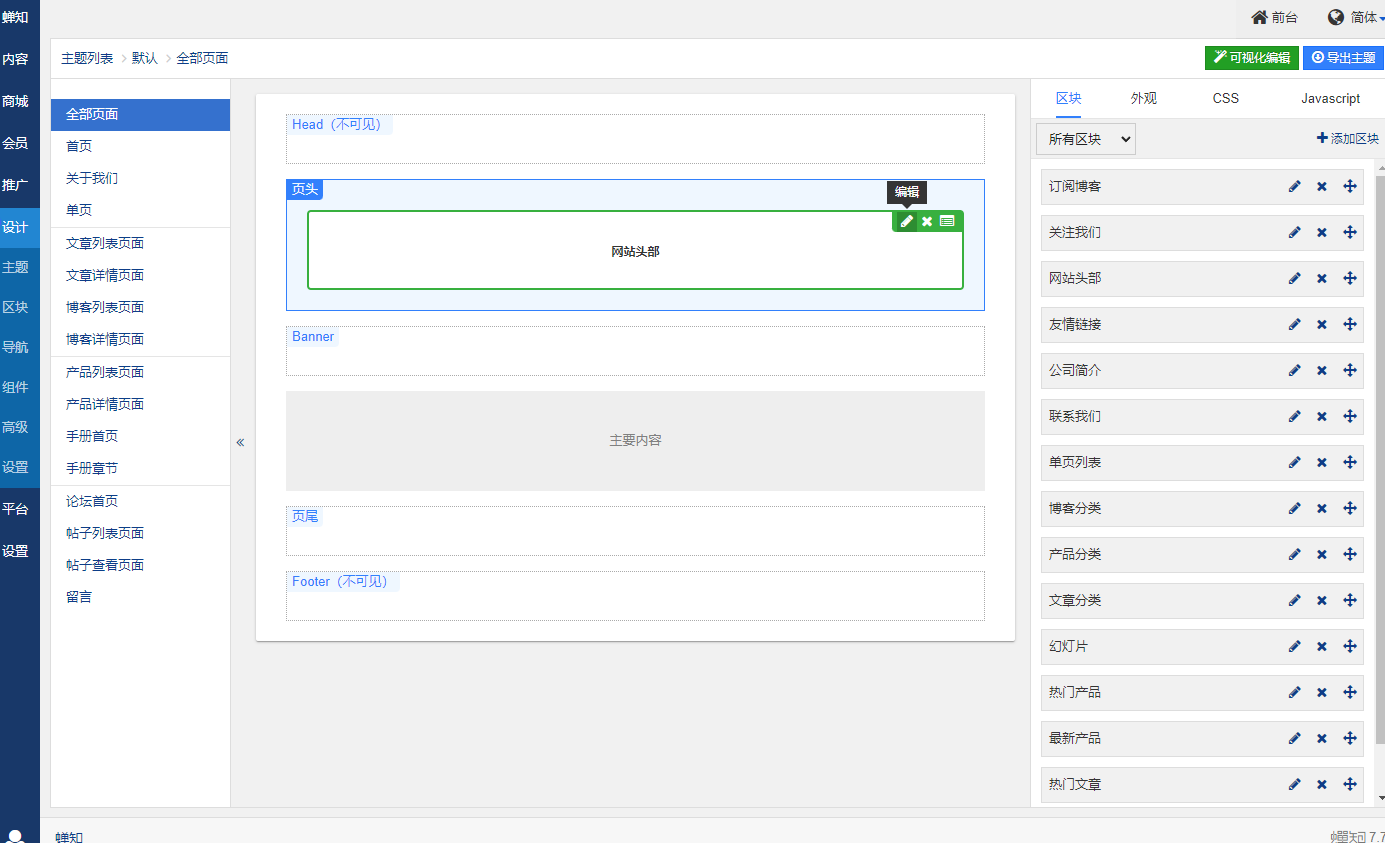 蝉知
前台
简体
内容
商城
会员
推广
设计
主题
区块
导航
组件
高级
设置
平台
设置
主题列表 > 默认 > 全部页面
可视化编辑
导出主题
全部页面
首页
关于我们
单页
文章列表页面
文章详情页面
博客列表页面
博客详情页面
产品列表页面
产品详情页面
手册首页
手册章节
论坛首页
帖子列表页面
帖子查看页面
留言
«
Head（不可见）
页头
编辑
网站头部
Banner
主要内容
页尾
Footer（不可见）
区块 外观 CSS Javascript
所有区块
添加区块
订阅博客
关注我们
网站头部
友情链接
公司简介
联系我们
单页列表
博客分类
产品分类
文章分类
幻灯片
热门产品
最新产品
热门文章
蝉知
7.7